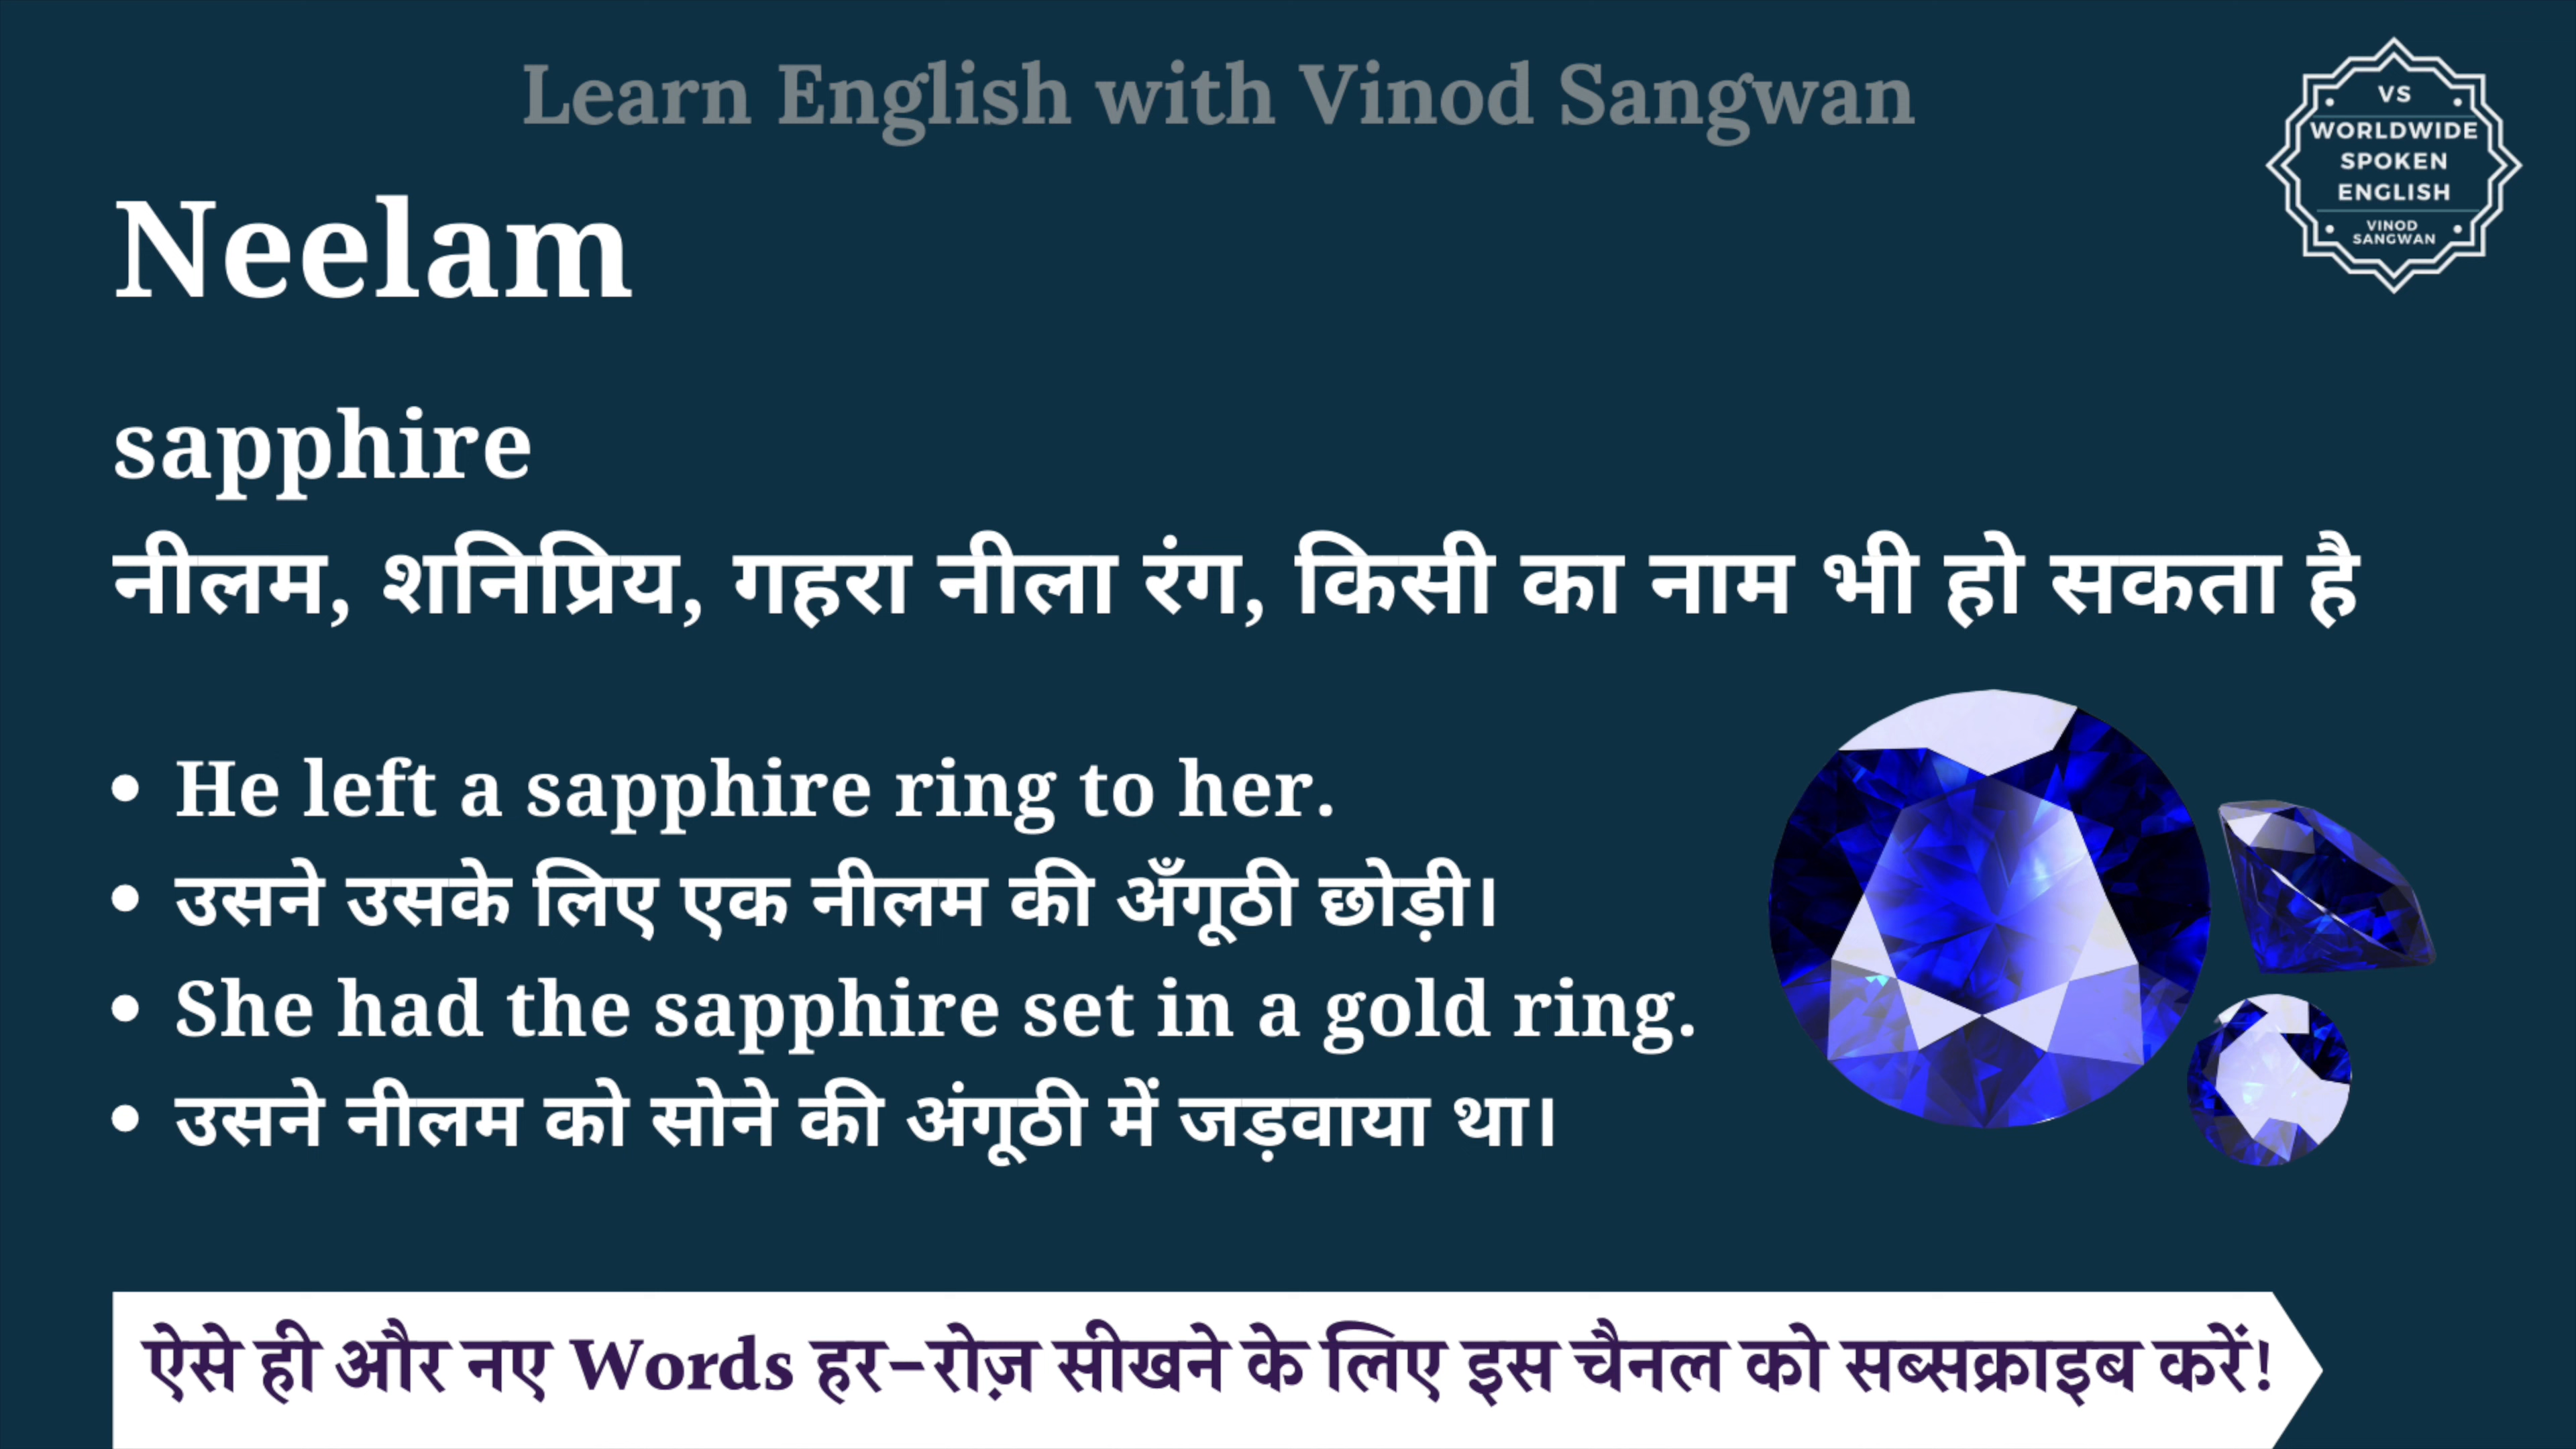 Learn English with Vinod Sangwan
VS
WORLDWIDE
SPOKEN
ENGLISH
VINOD
SANGWAN
Neelam
sapphire
नीलम, शनिप्रिय, गहरा नीला रंग, किसी का नाम भी हो सकता है
• He left a sapphire ring to her.
• उसने उसके लिए एक नीलम की अँगूठी छोड़ी।
• She had the sapphire set in a gold ring.
• उसने नीलम को सोने की अंगूठी में जड़वाया था।
ऐसे ही और नए Words हर-रोज़ सीखने के लिए इस चैनल को सब्सक्राइब करें!